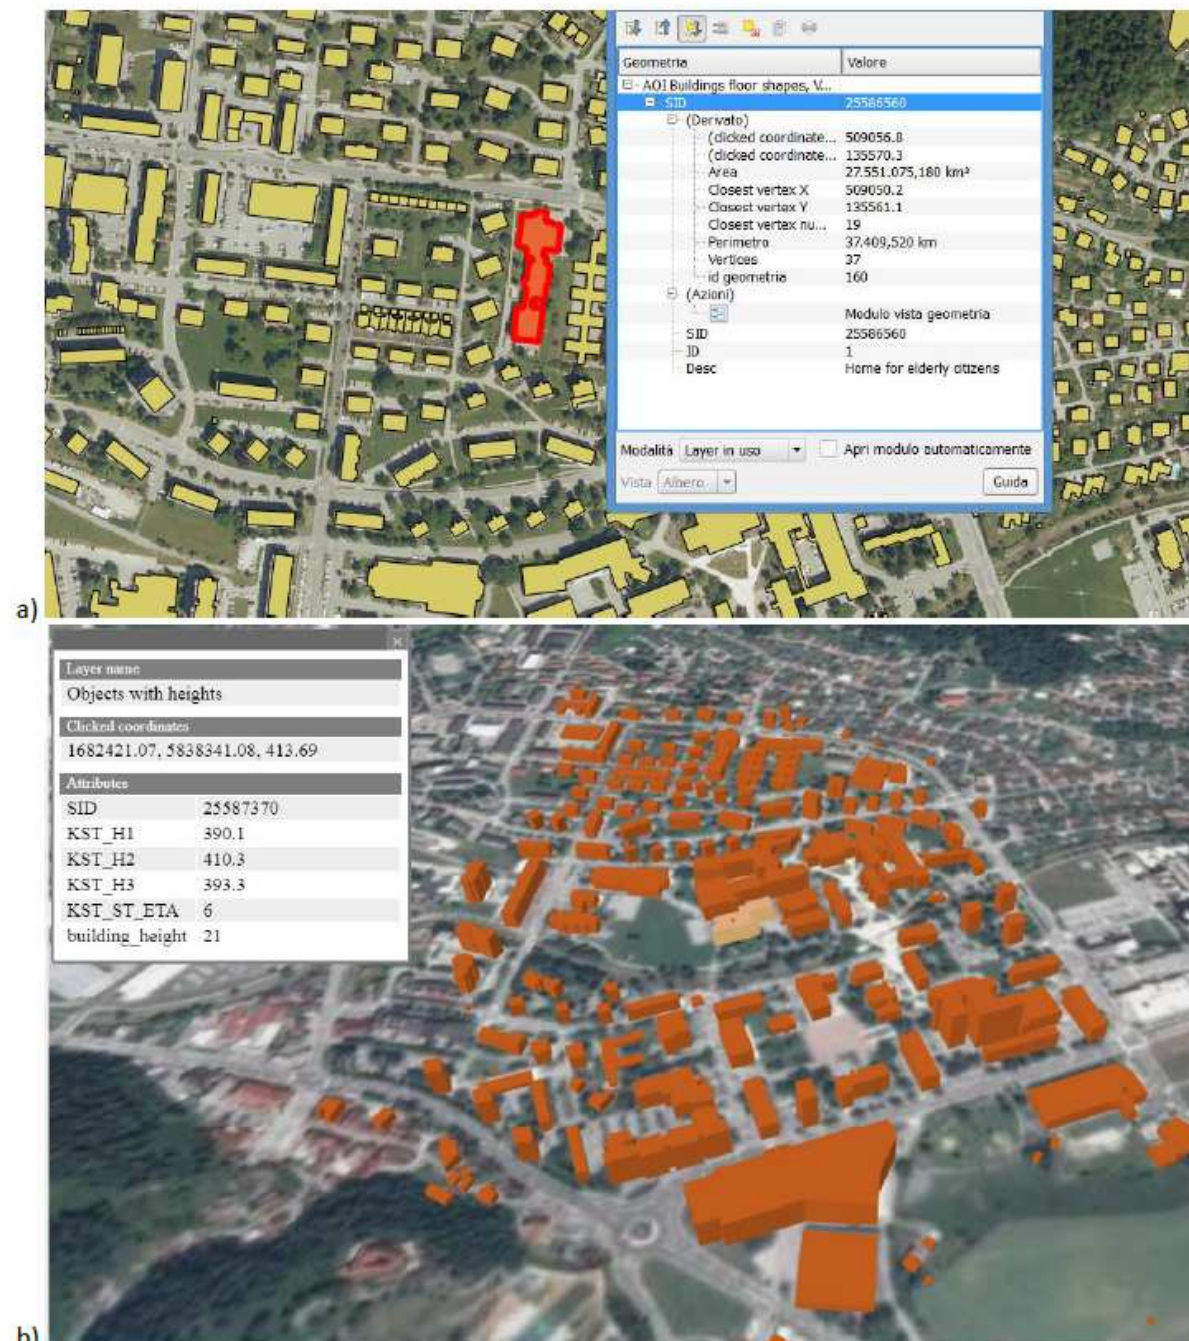 Geometria Valore
AOI Buildings floor shapes, V...
SID 25586560
(Derivato)
(clicked coordinate... 509056.8
(clicked coordinate... 135570.3
Area 27.551.075,180 km²
Closest vertex X 509050.2
Closest vertex Y 135561.1
Closest vertex nu... 19
Perimetro 37.409,520 km
Vertices 37
id geometria 160
(Azioni)
Modulo vista geometria
SID 25586560
ID 1
Desc Home for elderly citizens
Modalità Layer in uso Apri modulo automaticamente
Vista Albero Guida
a)
Layer name
Objects with heights
Clicked coordinates
1682421.07, 5838341.08, 413.69
Attributes
SID 25587370
KST_H1 390.1
KST_H2 410.3
KST_H3 393.3
KST_ST_ETA 6
building_height 21
b)